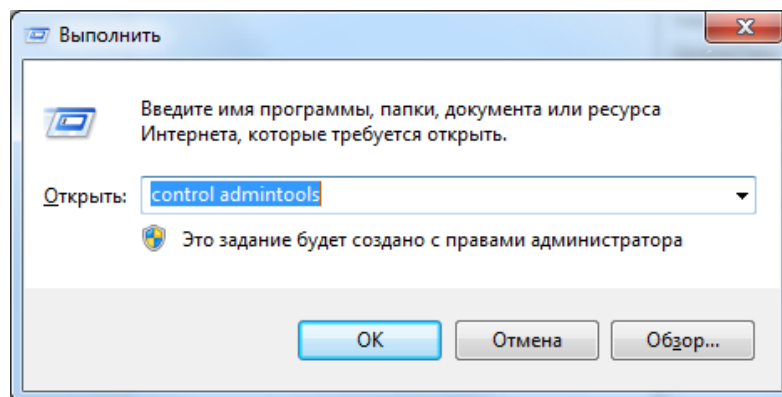 Выполнить
Введите имя программы, папки, документа или ресурса
Интернета, которые требуется открыть.
Открыть: control admintools
Это задание будет создано с правами администратора
ОК Отмена Обзор...